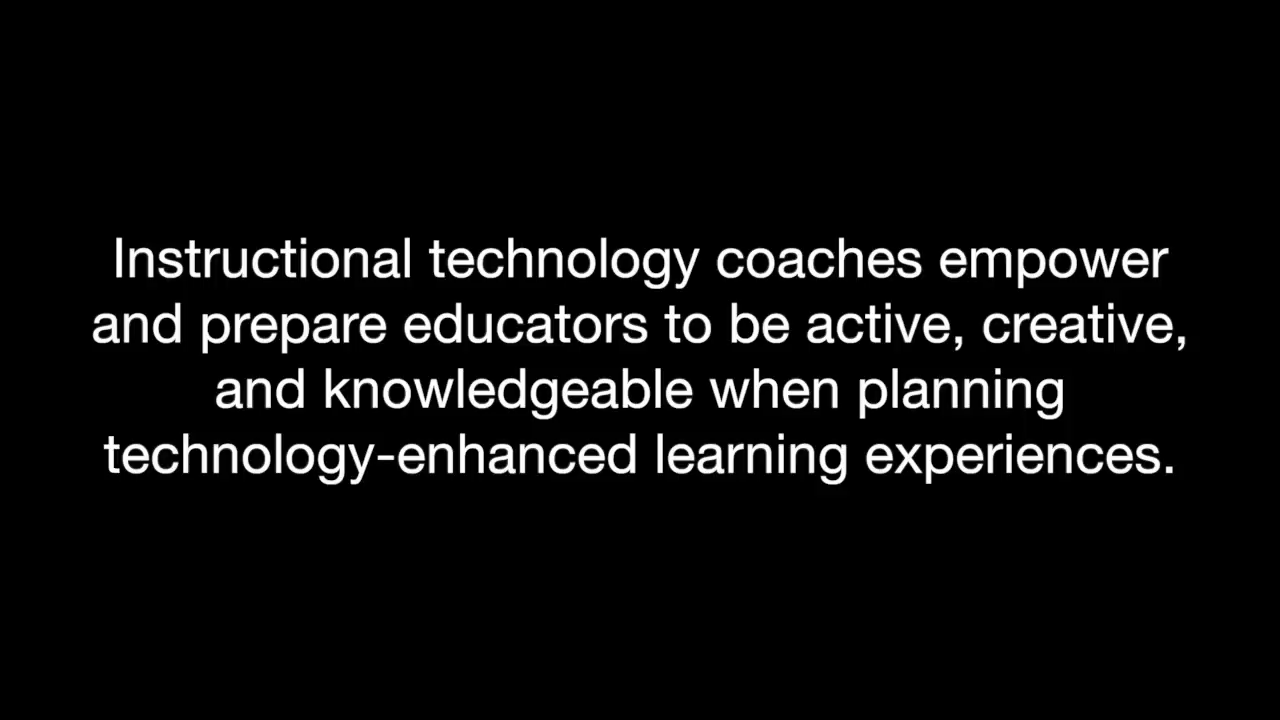 Instructional technology coaches empower
and prepare educators to be active, creative,
and knowledgeable when planning
technology-enhanced learning experiences.